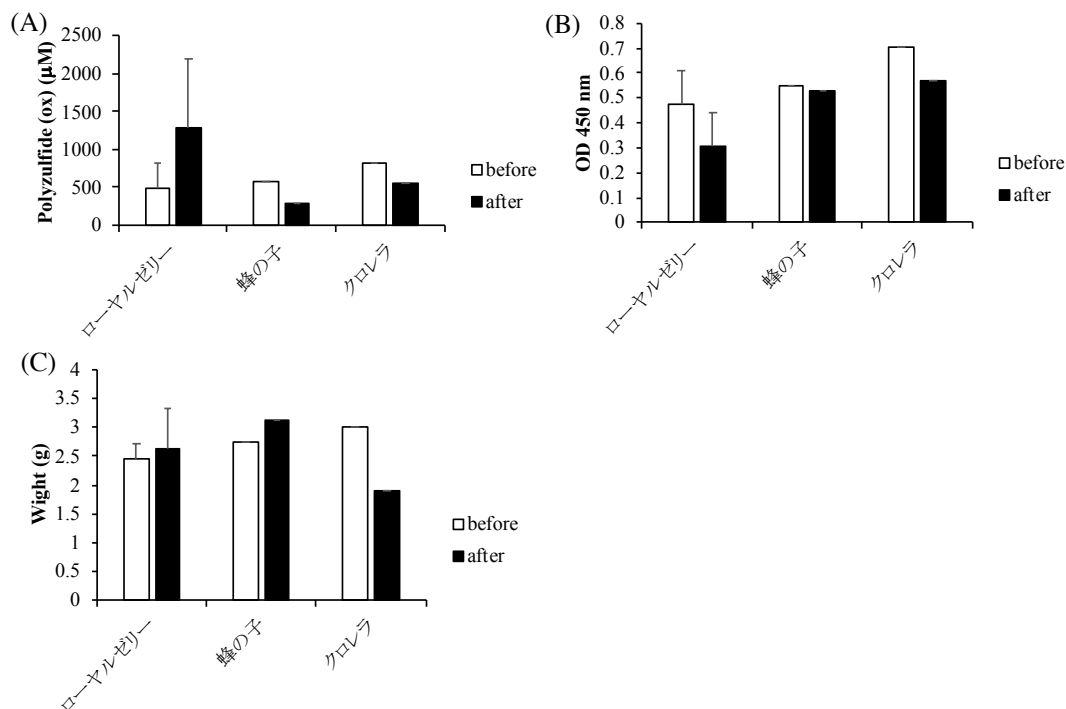 (A)
Polyzulfide (ox) (μM)
2500
2000
1500
1000
500
0
ローヤルゼリー
蜂の子
クロレラ
before
after
(B)
OD 450 nm
0.8
0.7
0.6
0.5
0.4
0.3
0.2
0.1
0
ローヤルゼリー
蜂の子
クロレラ
before
after
(C)
Wight (g)
4
3.5
3
2.5
2
1.5
1
0.5
0
ローヤルゼリー
蜂の子
クロレラ
before
after